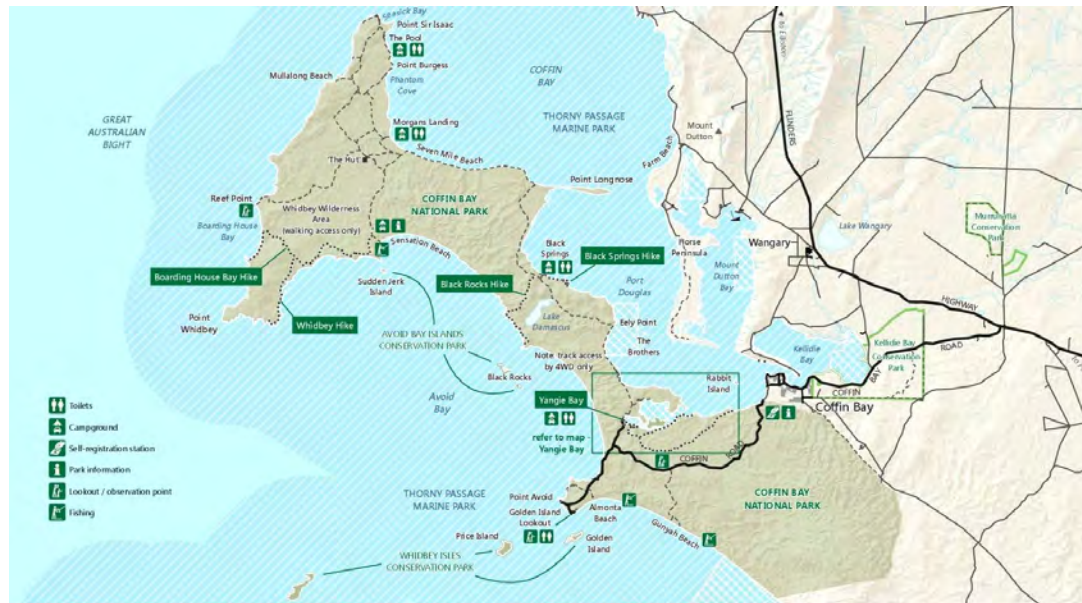 Point Sir Isaac
The Pool
Point Burgess
Mullalong Beach
Phantom
Cove
COFFIN
BAY
GREAT
AUSTRALIAN
BIGHT
THORNY PASSAGE
MARINE PARK
Morgans Landing
Seven Mile Beach
The Hut
Farm Beach
Mount
Dutton
FLINDERS
Point Longnose
Reef Point
Boarding House
Bay
Whidbey Wilderness
Area
(walking access only)
COFFIN BAY
NATIONAL PARK
Sensation Beach
Lake Wangary
Conservation
Park
Wangary
Horse
Peninsula
Mount
Dutton
Bay
Black
Springs
Black Springs Hike
Boarding House Bay Hike
Black Rocks Hike
Sudden Jerk
Island
Port
Douglas
HIGHWAY
Point
Whidbey
Whidbey Hike
Lake
Damascus
Eely Point
The
Brothers
AVOID BAY ISLANDS
CONSERVATION PARK
Note: track access
by 4WD only
Kellidie
Bay
Kellidie Bay
Conservation
Park
ROAD
BAY
COFFIN
Black Rocks
Rabbit
Island
Avoid
Bay
Yangie Bay
Coffin Bay
refer to map
Yangie Bay
COFFIN
ROAD
Toilets
Campground
Self-registration station
Park information
Lookout / observation point
Fishing
THORNY PASSAGE
MARINE PARK
Point Avoid
Golden Island
Lookout
Almonta
Beach
Gunyah Beach
COFFIN BAY
NATIONAL PARK
Price Island
Golden
Island
WHIDBEY ISLES
CONSERVATION PARK